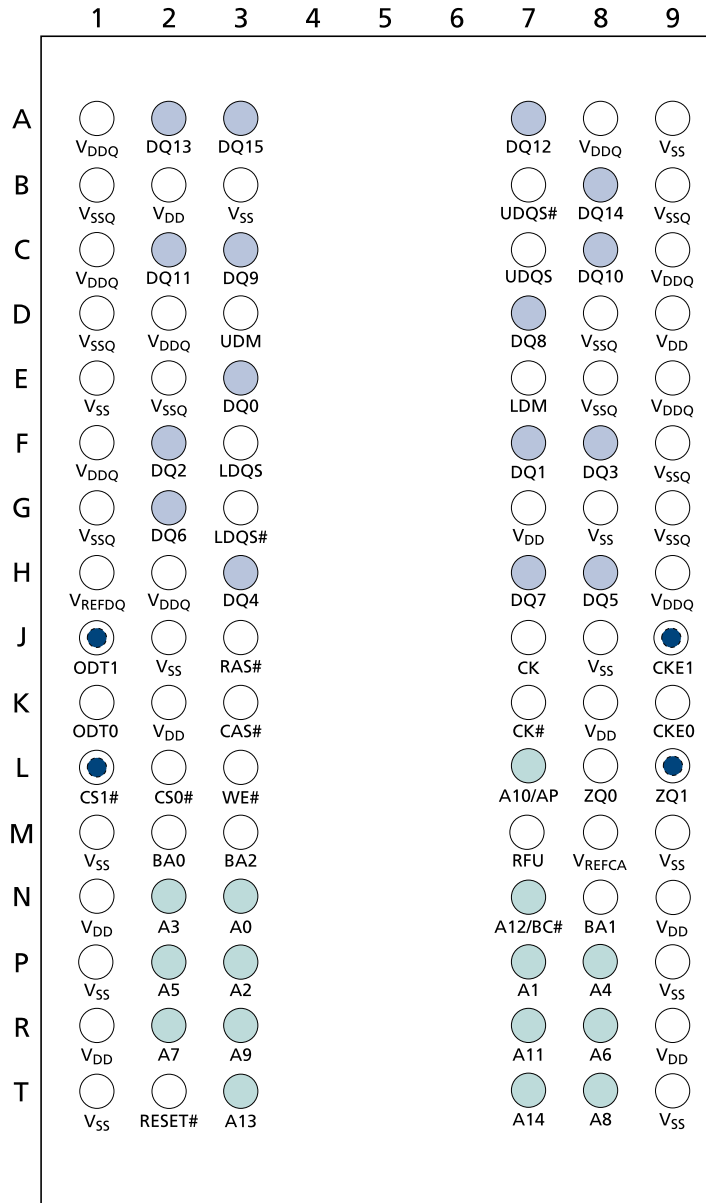 1 2 3 4 5 6 7 8 9
A
VDDQ DQ13 DQ15 DQ12 VDDQ VSS
B
VSSQ VDD VSS UDQS# DQ14 VSSQ
C
VDDQ DQ11 DQ9 UDQS DQ10 VDDQ
D
VSSQ VDDQ UDM DQ8 VSSQ VDD
E
VSS VSSQ DQ0 LDM VSSQ VDDQ
F
VDDQ DQ2 LDQS DQ1 DQ3 VSSQ
G
VSSQ DQ6 LDQS# VDD VSS VSSQ
H
VREFDQ VDDQ DQ4 DQ7 DQ5 VDDQ
J
ODT1 VSS RAS# CK VSS CKE1
K
ODT0 VDD CAS# CK# VDD CKE0
L
CS1# CS0# WE# A10/AP ZQ0 ZQ1
M
VSS BA0 BA2 RFU VREFCA VSS
N
VDD A3 A0 A12/BC# BA1 VDD
P
VSS A5 A2 A1 A4 VSS
R
VDD A7 A9 A11 A6 VDD
T
VSS RESET# A13 A14 A8 VSS